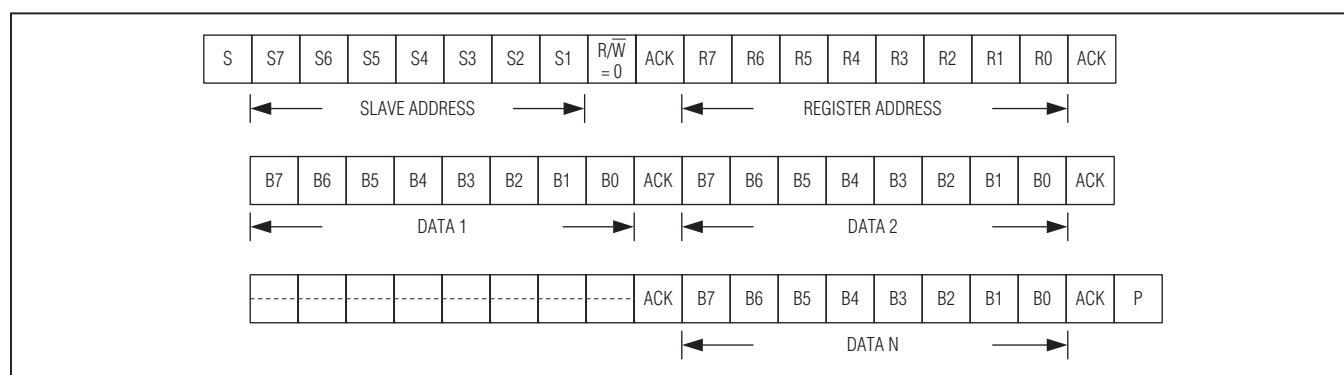 S S7 S6 S5 S4 S3 S2 S1 R/W̅ = 0 ACK R7 R6 R5 R4 R3 R2 R1 R0 ACK
SLAVE ADDRESS REGISTER ADDRESS
B7 B6 B5 B4 B3 B2 B1 B0 ACK B7 B6 B5 B4 B3 B2 B1 B0 ACK
DATA 1 DATA 2
ACK B7 B6 B5 B4 B3 B2 B1 B0 ACK P
DATA N